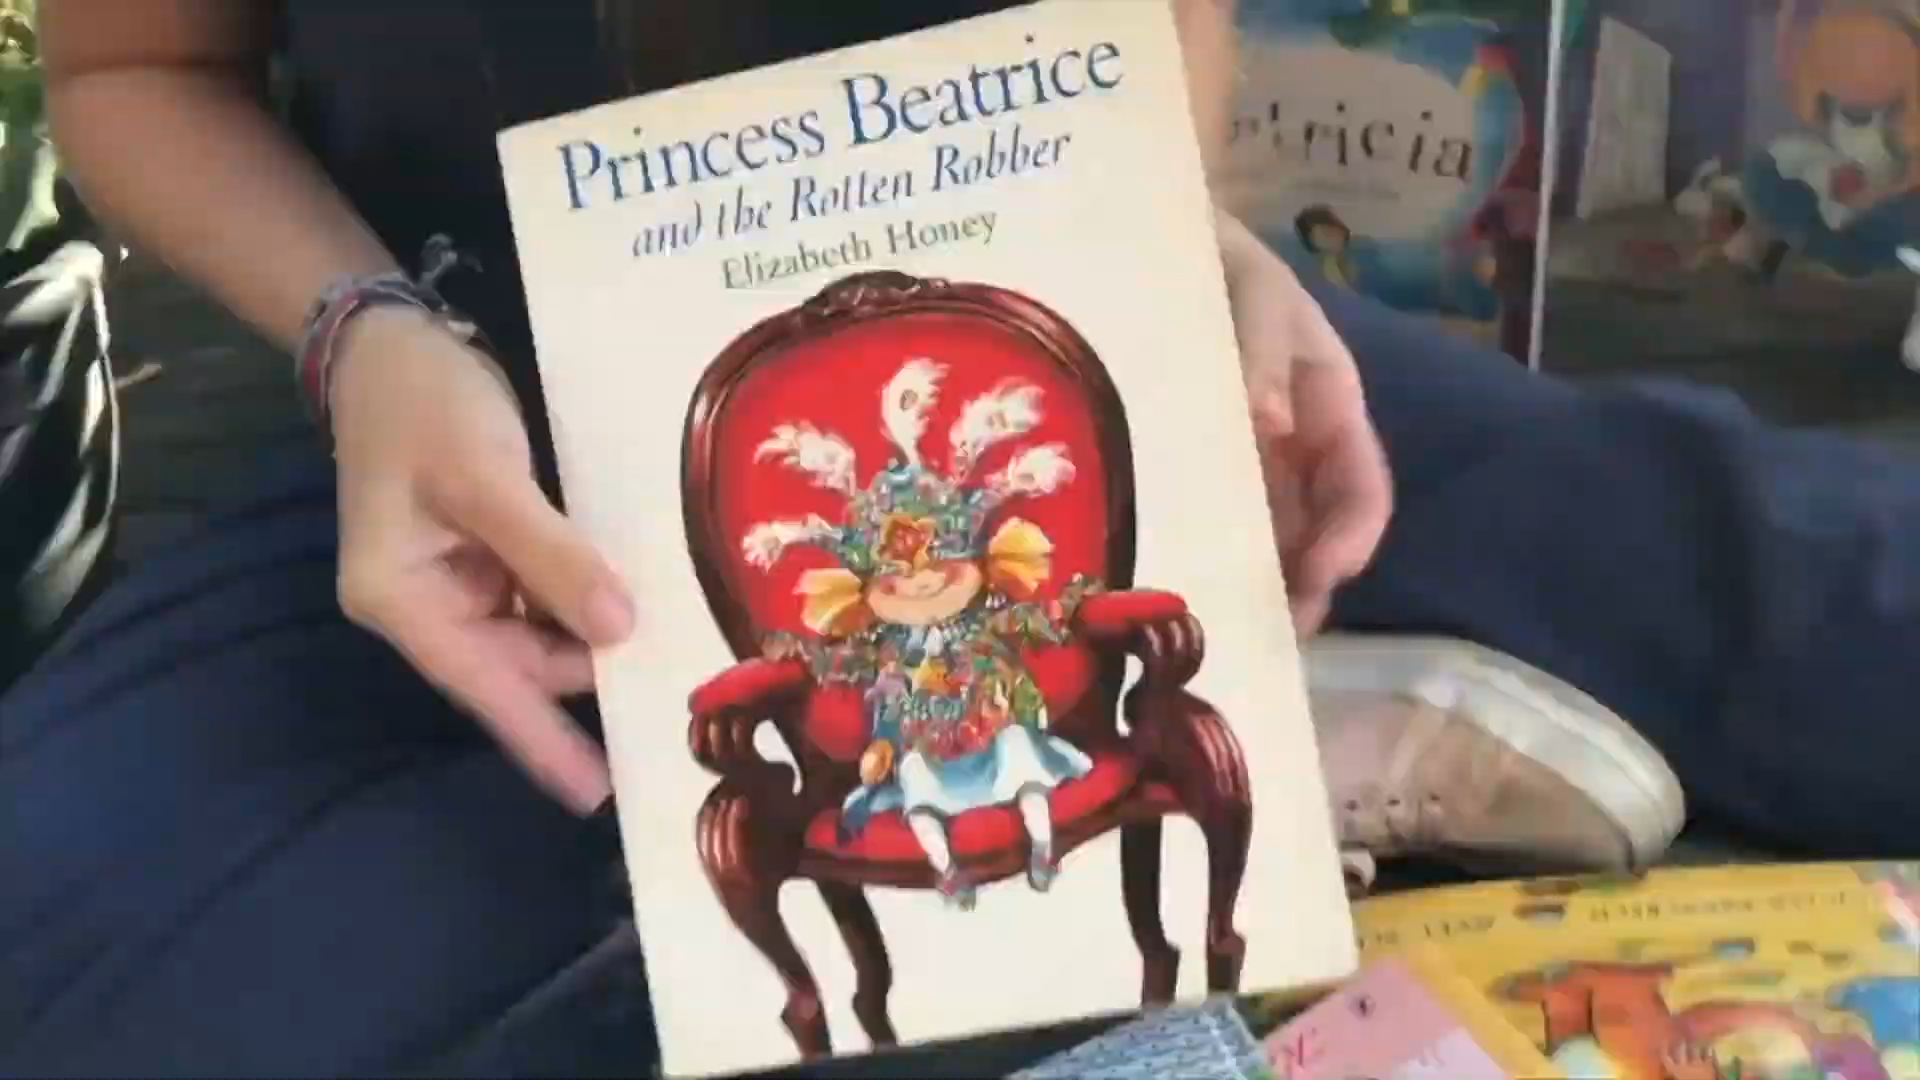 Princess Beatrice
and the Rotten Robber
Elizabeth Honey
tricia